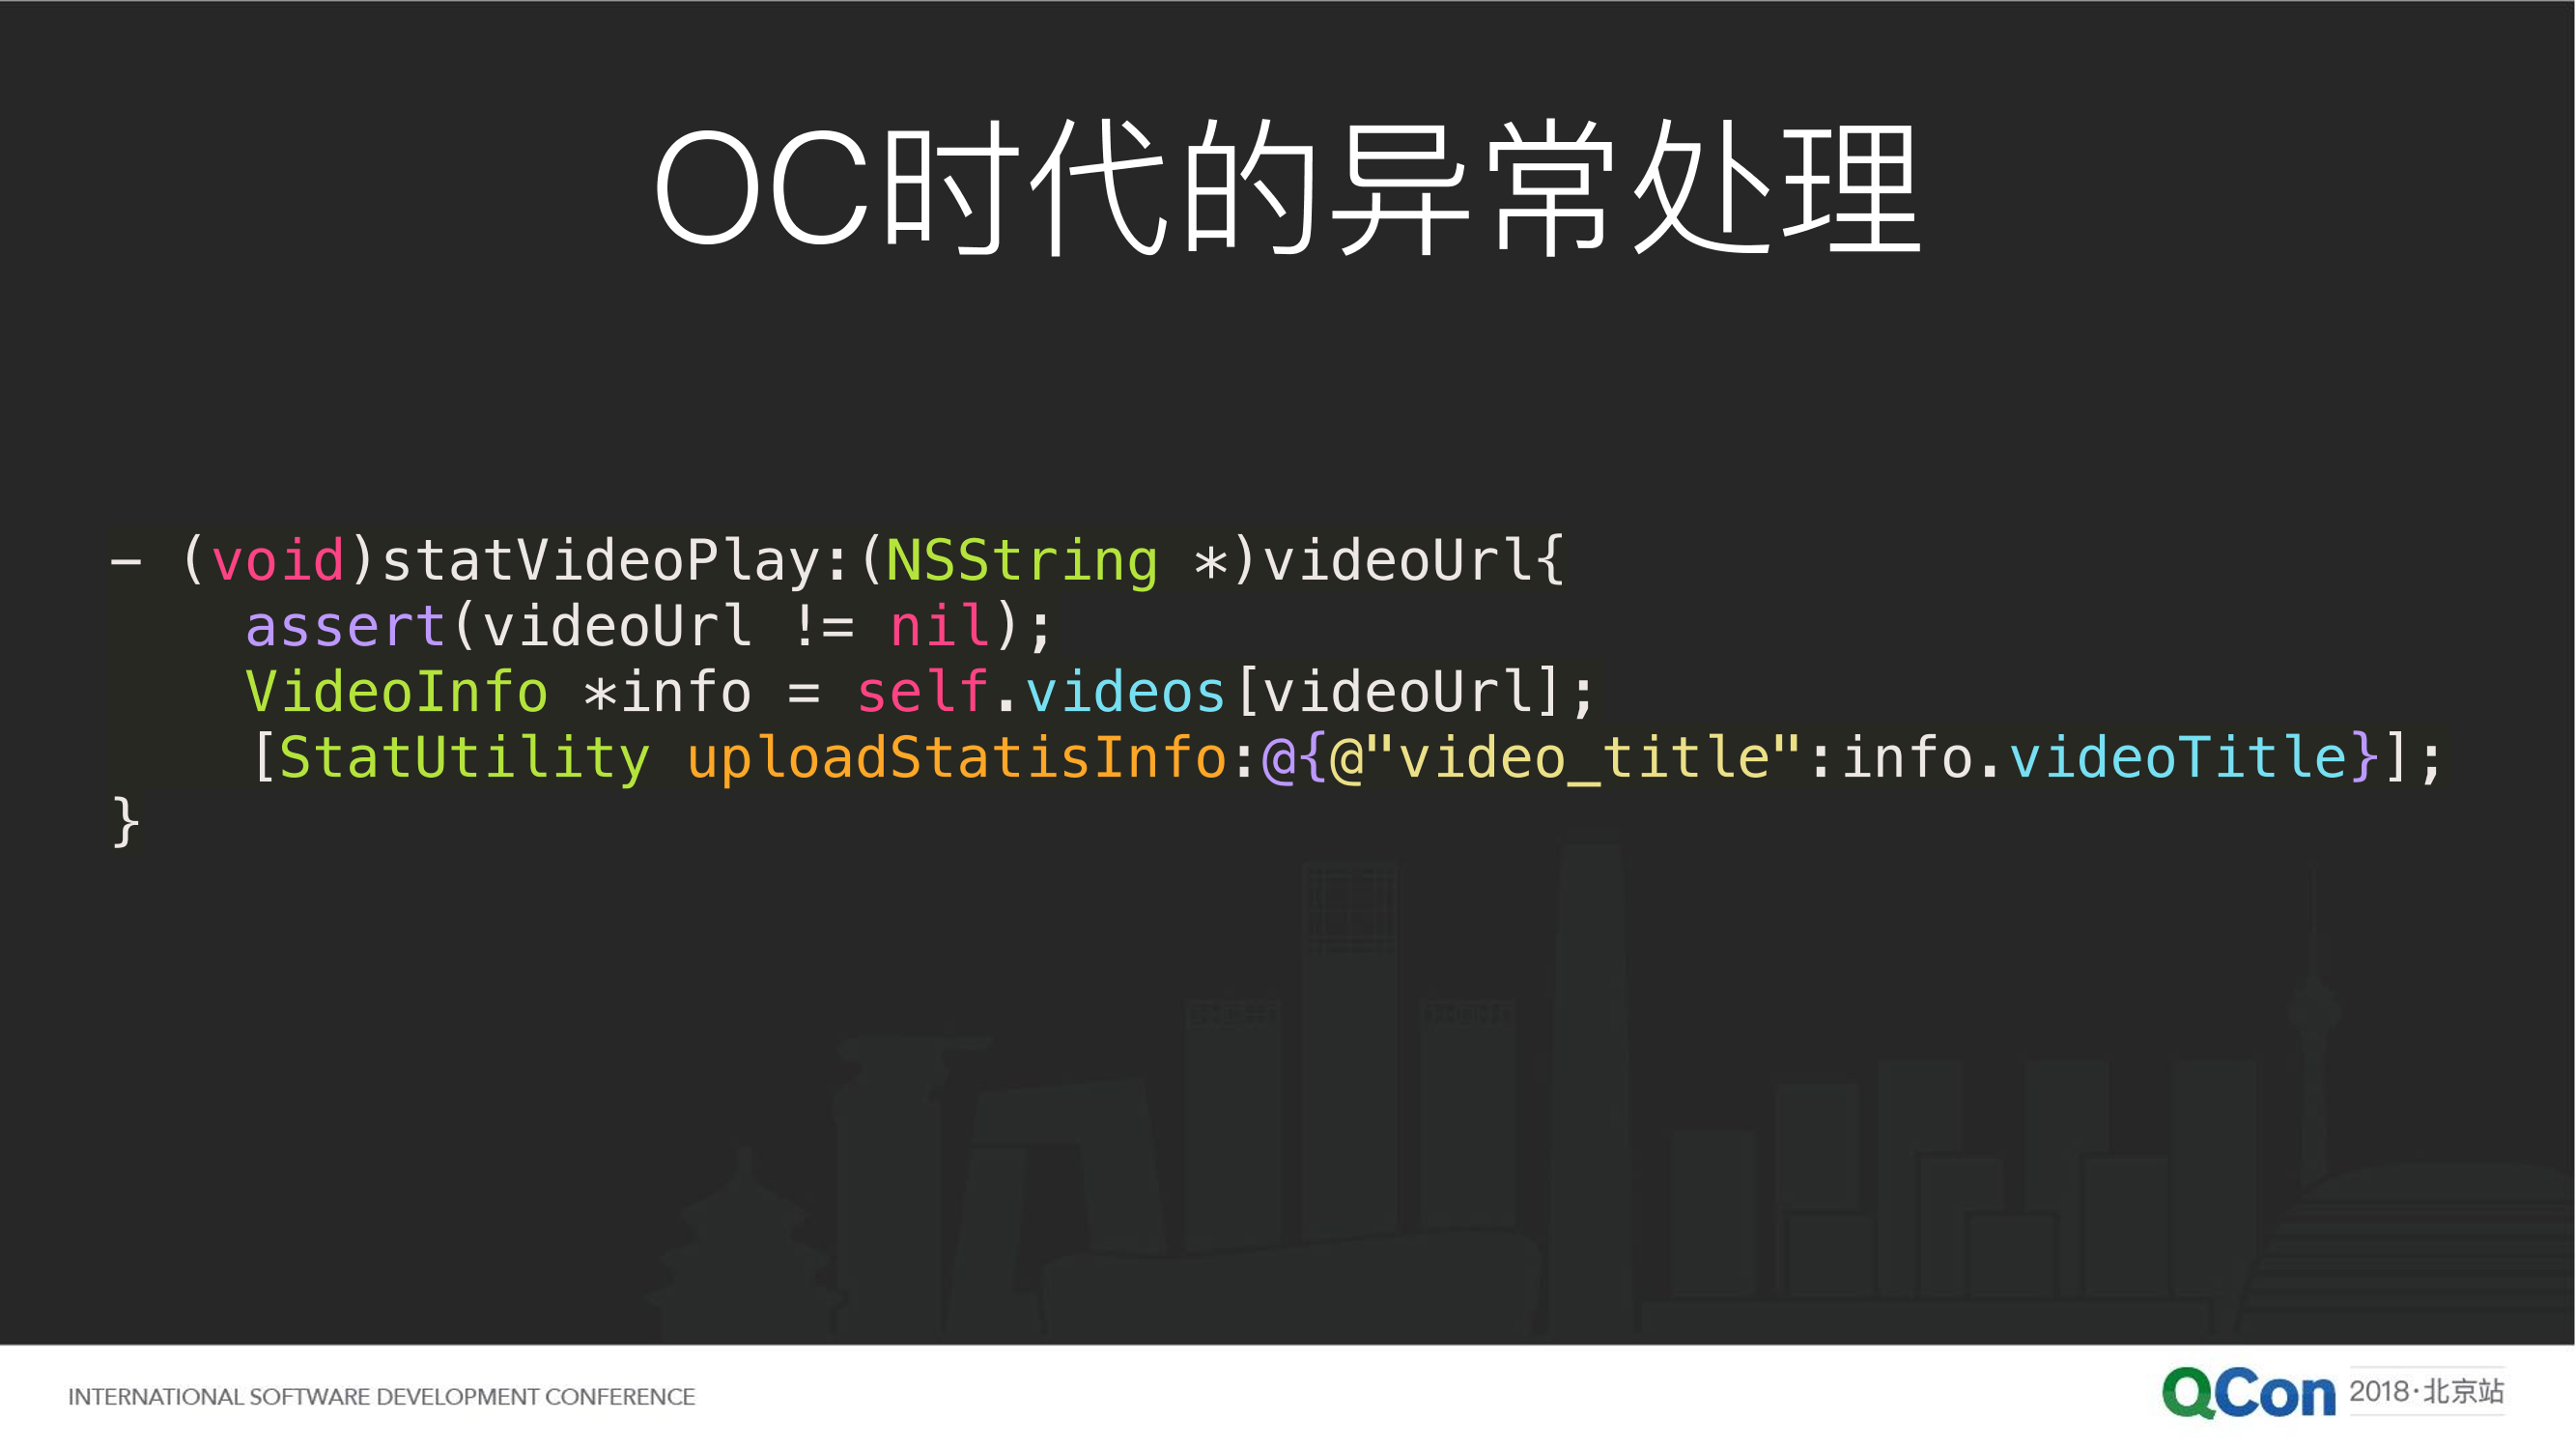 OC时代的异常处理
- (void)statVideoPlay:(NSString *)videoUrl{
    assert(videoUrl != nil);
    VideoInfo *info = self.videos[videoUrl];
    [StatUtility uploadStatisInfo:@{@"video_title":info.videoTitle}];
}
INTERNATIONAL SOFTWARE DEVELOPMENT CONFERENCE
QCon 2018·北京站